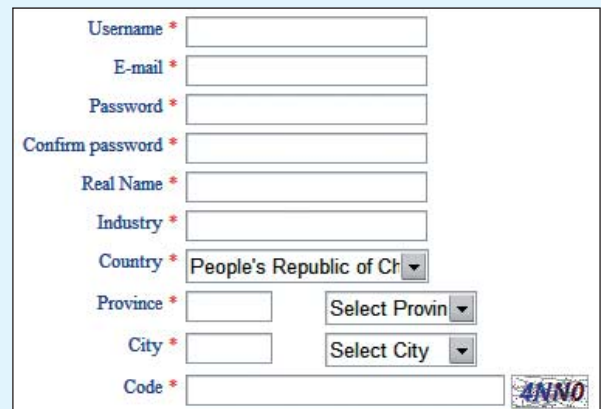 Username *
E-mail *
Password *
Confirm password *
Real Name *
Industry *
Country * People's Republic of Ch
Province * Select Provin
City * Select City
Code * 4NN0